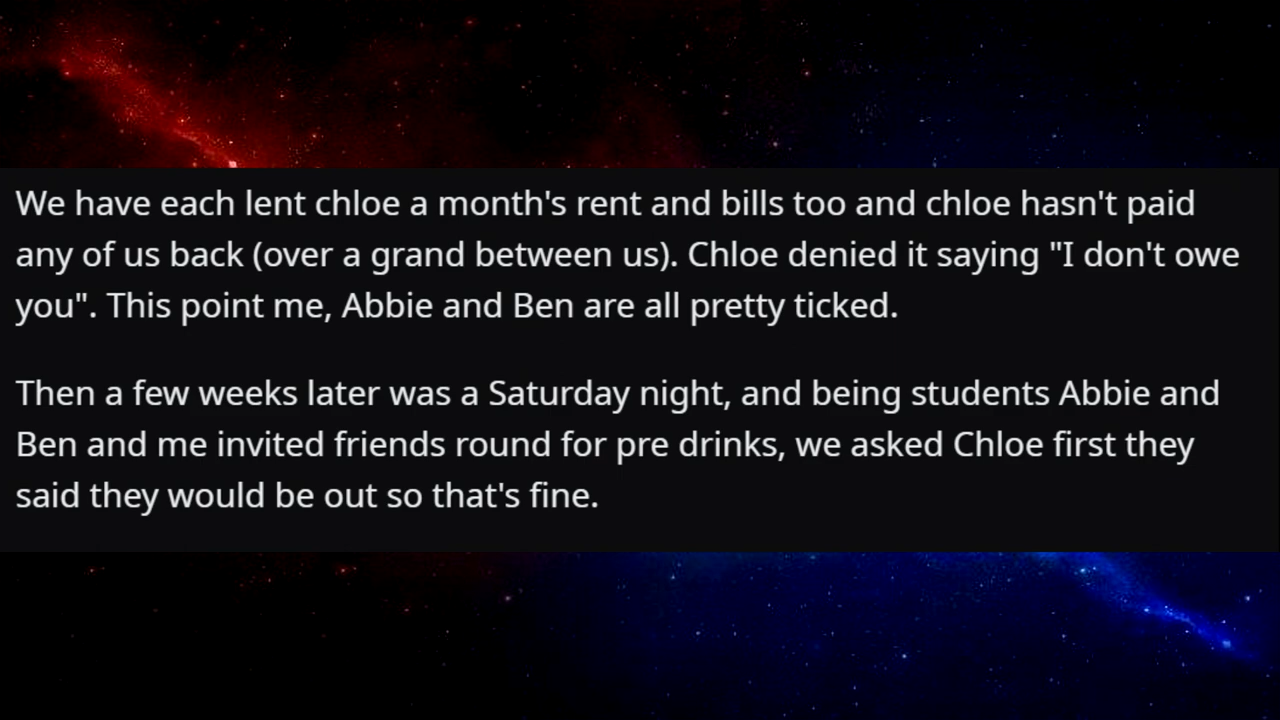 We have each lent chloe a month's rent and bills too and chloe hasn't paid
any of us back (over a grand between us). Chloe denied it saying "I don't owe
you". This point me, Abbie and Ben are all pretty ticked.
Then a few weeks later was a Saturday night, and being students Abbie and
Ben and me invited friends round for pre drinks, we asked Chloe first they
said they would be out so that's fine.